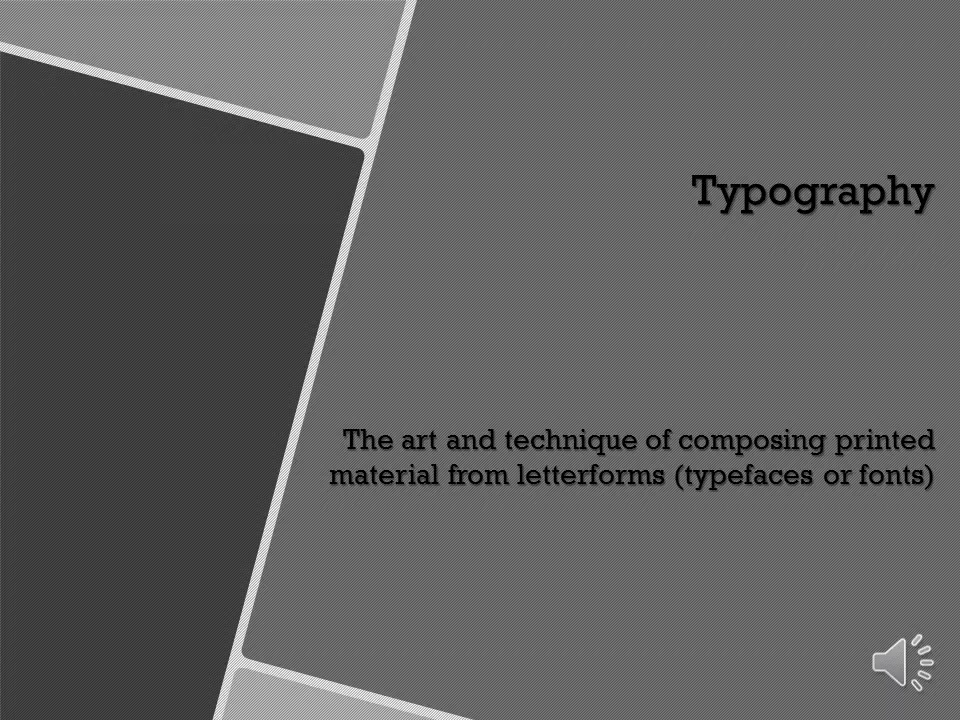 Typography
The art and technique of composing printed
material from letterforms (typefaces or fonts)